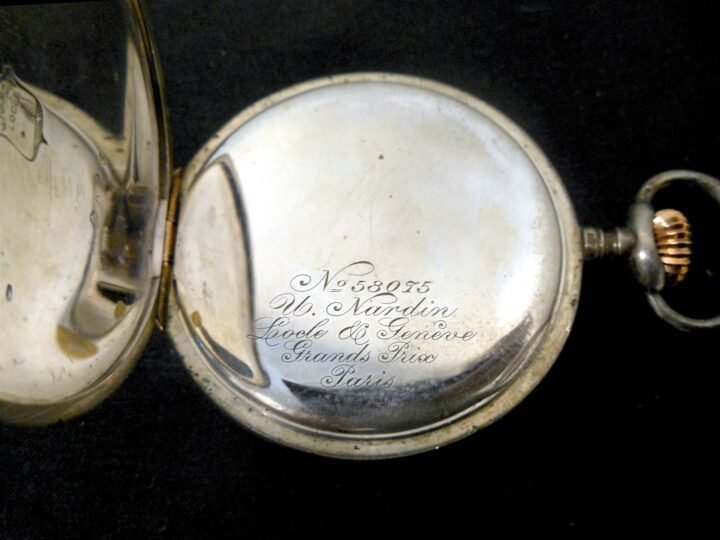 No 58075
U. Nardin
Locle & Genève
Grands Prix
Paris